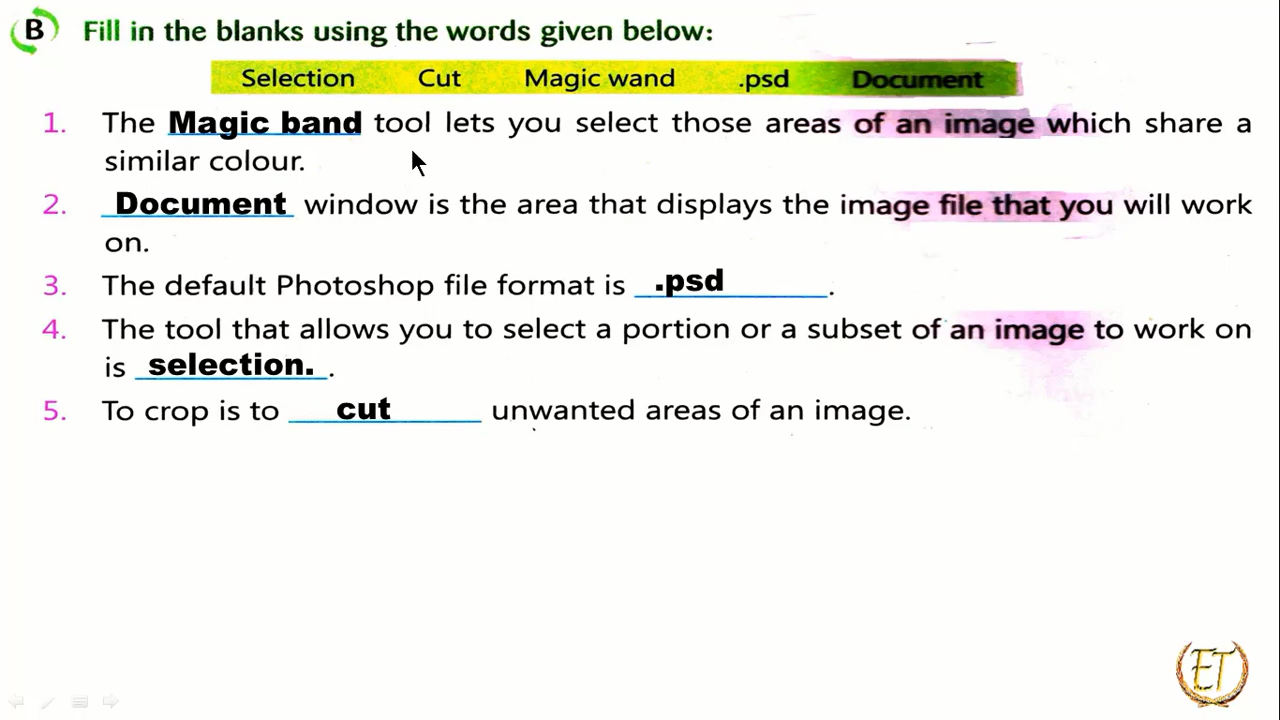 B Fill in the blanks using the words given below:
Selection Cut Magic wand .psd Document
1. The Magic band tool lets you select those areas of an image which share a
similar colour.
2. Document window is the area that displays the image file that you will work
on.
3. The default Photoshop file format is .psd.
4. The tool that allows you to select a portion or a subset of an image to work on
is selection..
5. To crop is to cut unwanted areas of an image.
ET